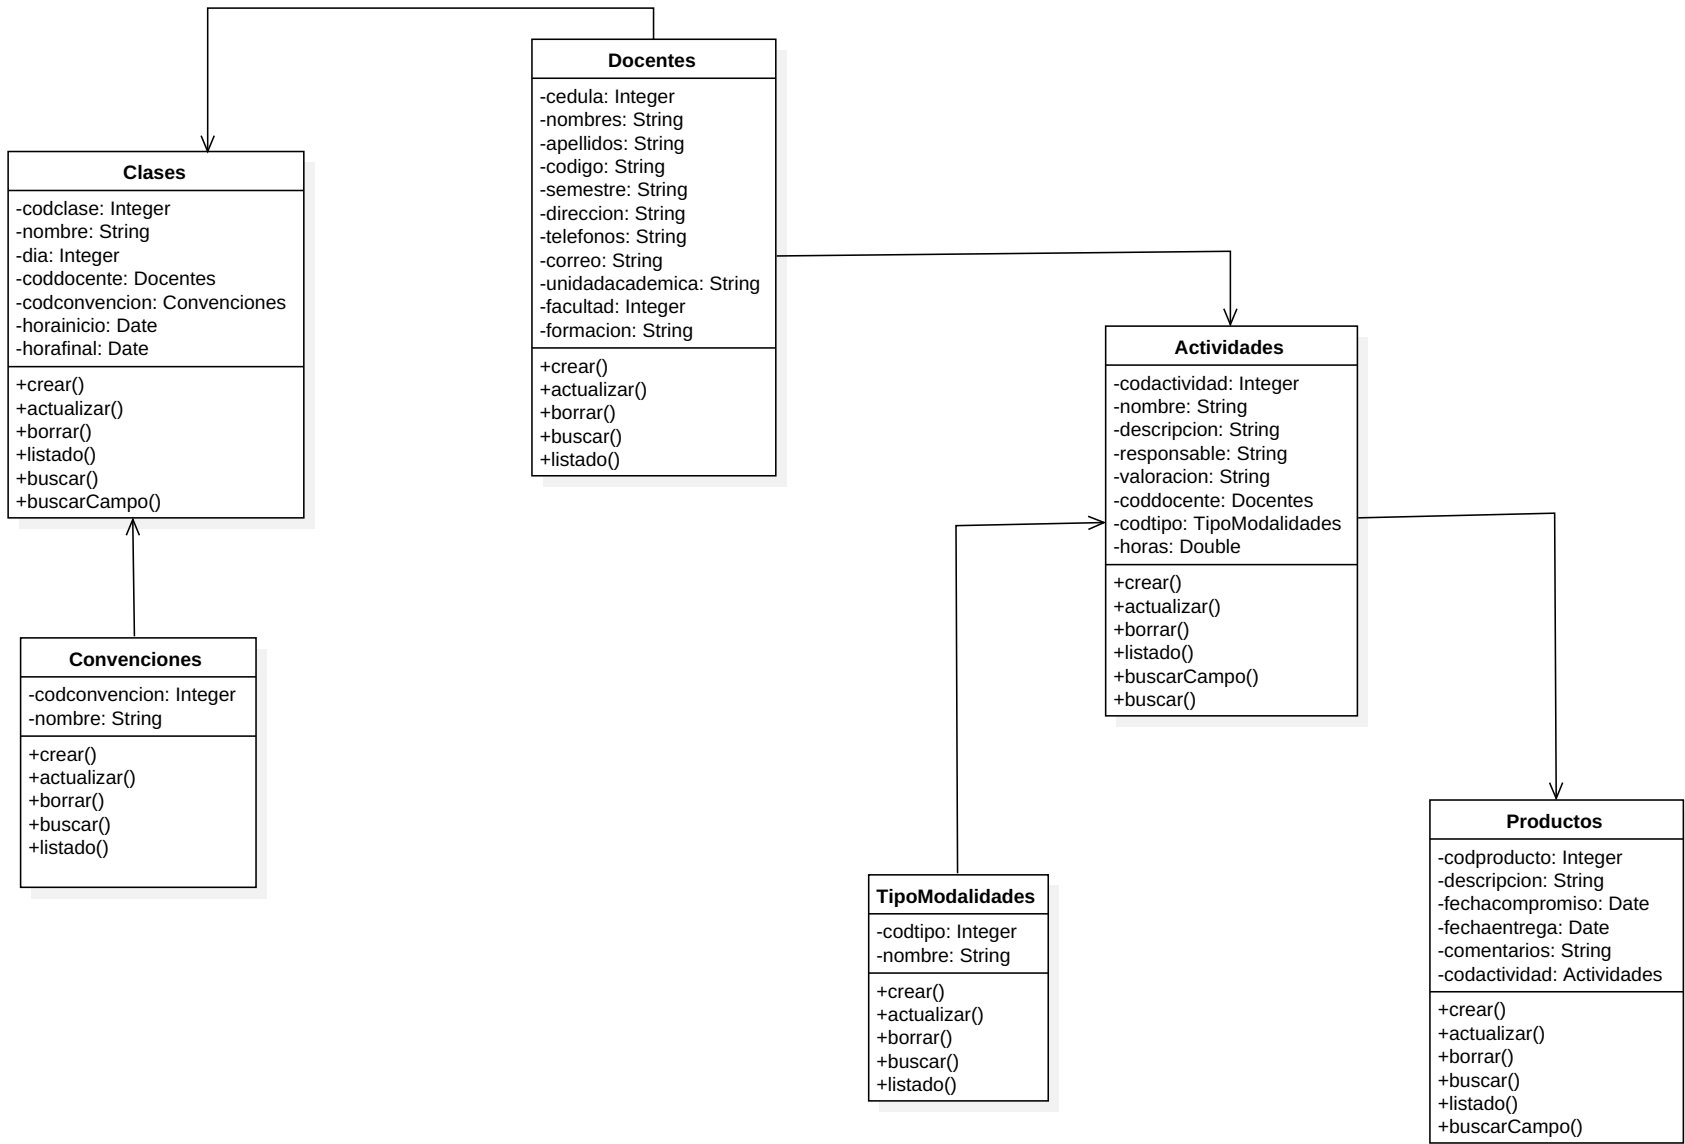 Docentes
-cedula: Integer
-nombres: String
-apellidos: String
-codigo: String
-semestre: String
-direccion: String
-telefonos: String
-correo: String
-unidadacademica: String
-facultad: Integer
-formacion: String
+crear()
+actualizar()
+borrar()
+buscar()
+listado()
Clases
-codclase: Integer
-nombre: String
-dia: Integer
-coddocente: Docentes
-codconvencion: Convenciones
-horainicio: Date
-horafinal: Date
+crear()
+actualizar()
+borrar()
+listado()
+buscar()
+buscarCampo()
Actividades
-codactividad: Integer
-nombre: String
-descripcion: String
-responsable: String
-valoracion: String
-coddocente: Docentes
-codtipo: TipoModalidades
-horas: Double
+crear()
+actualizar()
+borrar()
+listado()
+buscarCampo()
+buscar()
Convenciones
-codconvencion: Integer
-nombre: String
+crear()
+actualizar()
+borrar()
+buscar()
+listado()
TipoModalidades
-codtipo: Integer
-nombre: String
+crear()
+actualizar()
+borrar()
+buscar()
+listado()
Productos
-codproducto: Integer
-descripcion: String
-fechacompromiso: Date
-fechaentrega: Date
-comentarios: String
-codactividad: Actividades
+crear()
+actualizar()
+borrar()
+buscar()
+listado()
+buscarCampo()